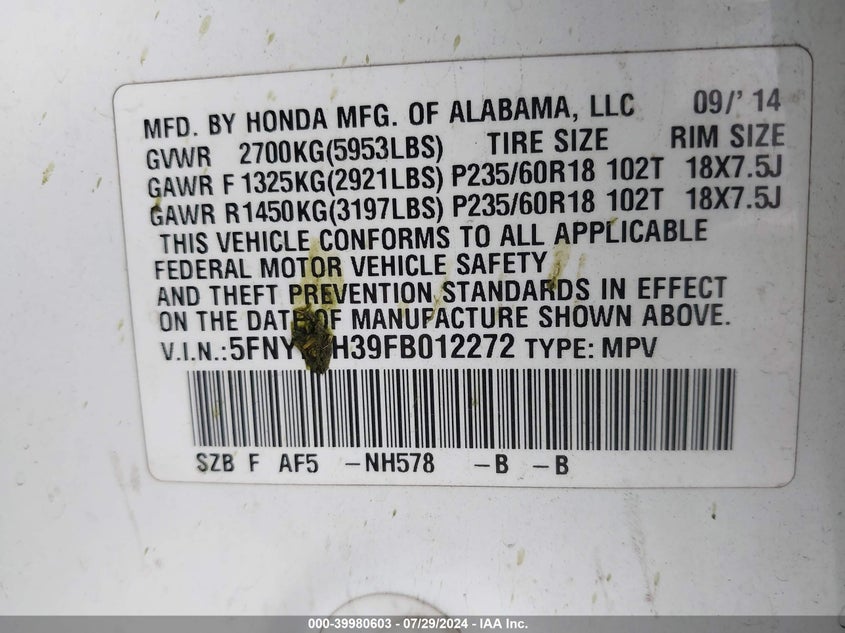 MFD. BY HONDA MFG. OF ALABAMA, LLC 09/'14
GVWR 2700KG(5953LBS) TIRE SIZE RIM SIZE
GAWR F 1325KG(2921LBS) P235/60R18 102T 18X7.5J
GAWR R1450KG(3197LBS) P235/60R18 102T 18X7.5J
THIS VEHICLE CONFORMS TO ALL APPLICABLE
FEDERAL MOTOR VEHICLE SAFETY
AND THEFT PREVENTION STANDARDS IN EFFECT
ON THE DATE OF MANUFACTURE SHOWN ABOVE.
V.I.N.: TYPE: MPV
SZB F AF5 -NH578 -B -B
000-39980603 - 07/29/2024 - IAA Inc.